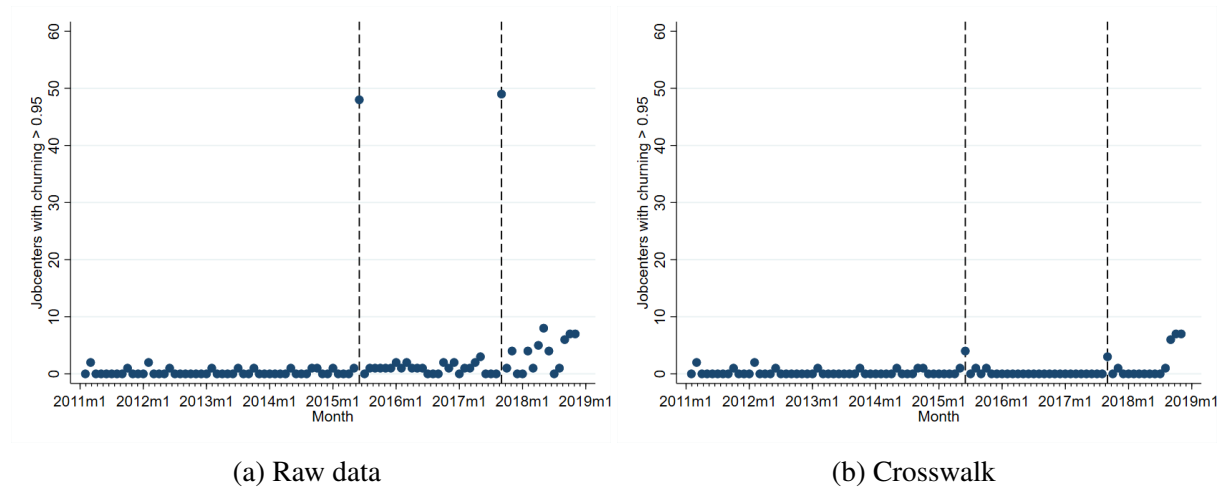 Jobcenters with churning > 0.95
60
50
40
30
20
10
0
2011m1 2012m1 2013m1 2014m1 2015m1 2016m1 2017m1 2018m1 2019m1
Month
(a) Raw data
Jobcenters with churning > 0.95
60
50
40
30
20
10
0
2011m1 2012m1 2013m1 2014m1 2015m1 2016m1 2017m1 2018m1 2019m1
Month
(b) Crosswalk